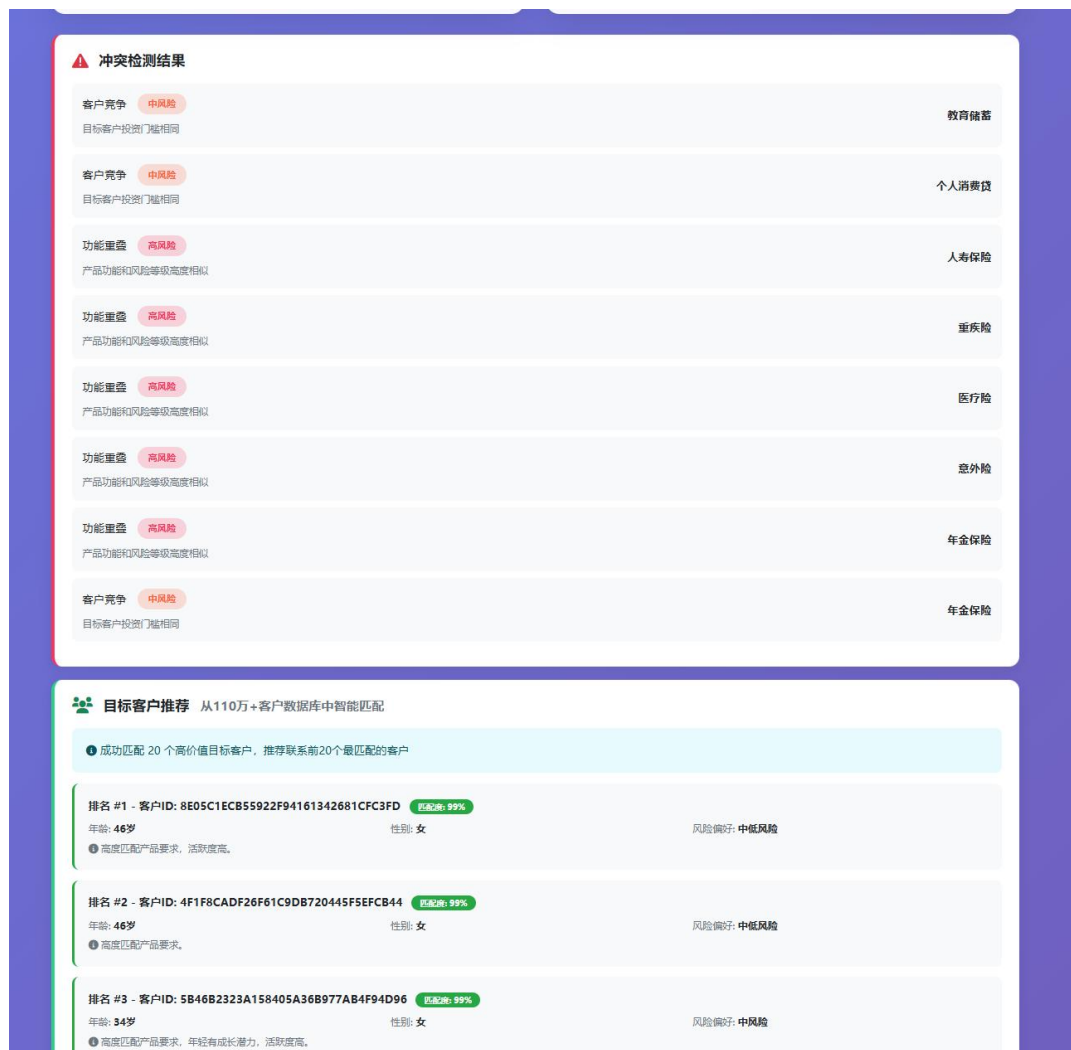 冲突检测结果
客户竞争 中风险
教育储蓄
目标客户投资门槛相同
客户竞争 中风险
个人消费贷
目标客户投资门槛相同
功能重叠 高风险
人寿保险
产品功能和风险等级高度相似
功能重叠 高风险
重疾险
产品功能和风险等级高度相似
功能重叠 高风险
医疗险
产品功能和风险等级高度相似
功能重叠 高风险
意外险
产品功能和风险等级高度相似
功能重叠 高风险
年金保险
产品功能和风险等级高度相似
客户竞争 中风险
年金保险
目标客户投资门槛相同
目标客户推荐 从110万+客户数据库中智能匹配
成功匹配 20 个高价值目标客户，推荐联系前20个最匹配的客户
排名 #1 - 客户ID: 8E05C1ECB55922F94161342681CFC3FD 匹配度: 99%
年龄: 46岁 性别: 女 风险偏好: 中低风险
高度匹配产品要求，活跃度高。
排名 #2 - 客户ID: 4F1F8CADF26F61C9DB720445F5EFCB44 匹配度: 99%
年龄: 46岁 性别: 女 风险偏好: 中低风险
高度匹配产品要求。
排名 #3 - 客户ID: 5B46B2323A158405A36B977AB4F94D96 匹配度: 99%
年龄: 34岁 性别: 女 风险偏好: 中风险
高度匹配产品要求，年轻有成长潜力，活跃度高。